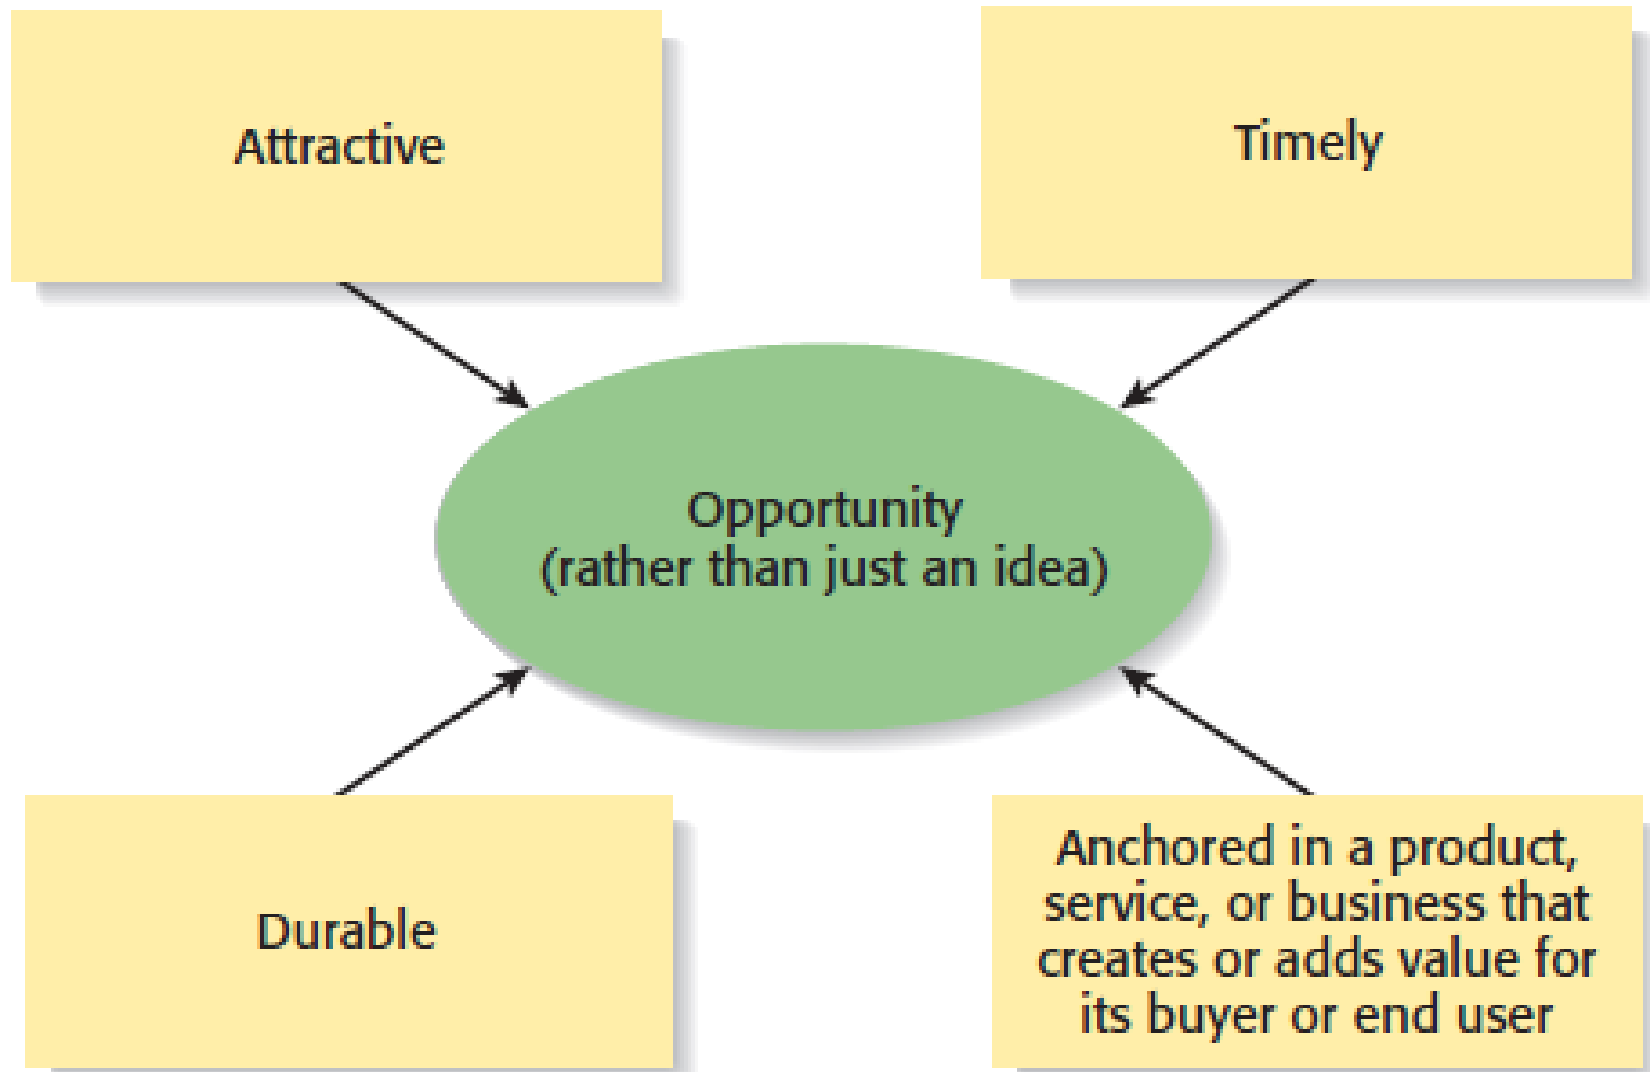 Attractive
Timely
Opportunity
(rather than just an idea)
Durable
Anchored in a product,
service, or business that
creates or adds value for
its buyer or end user